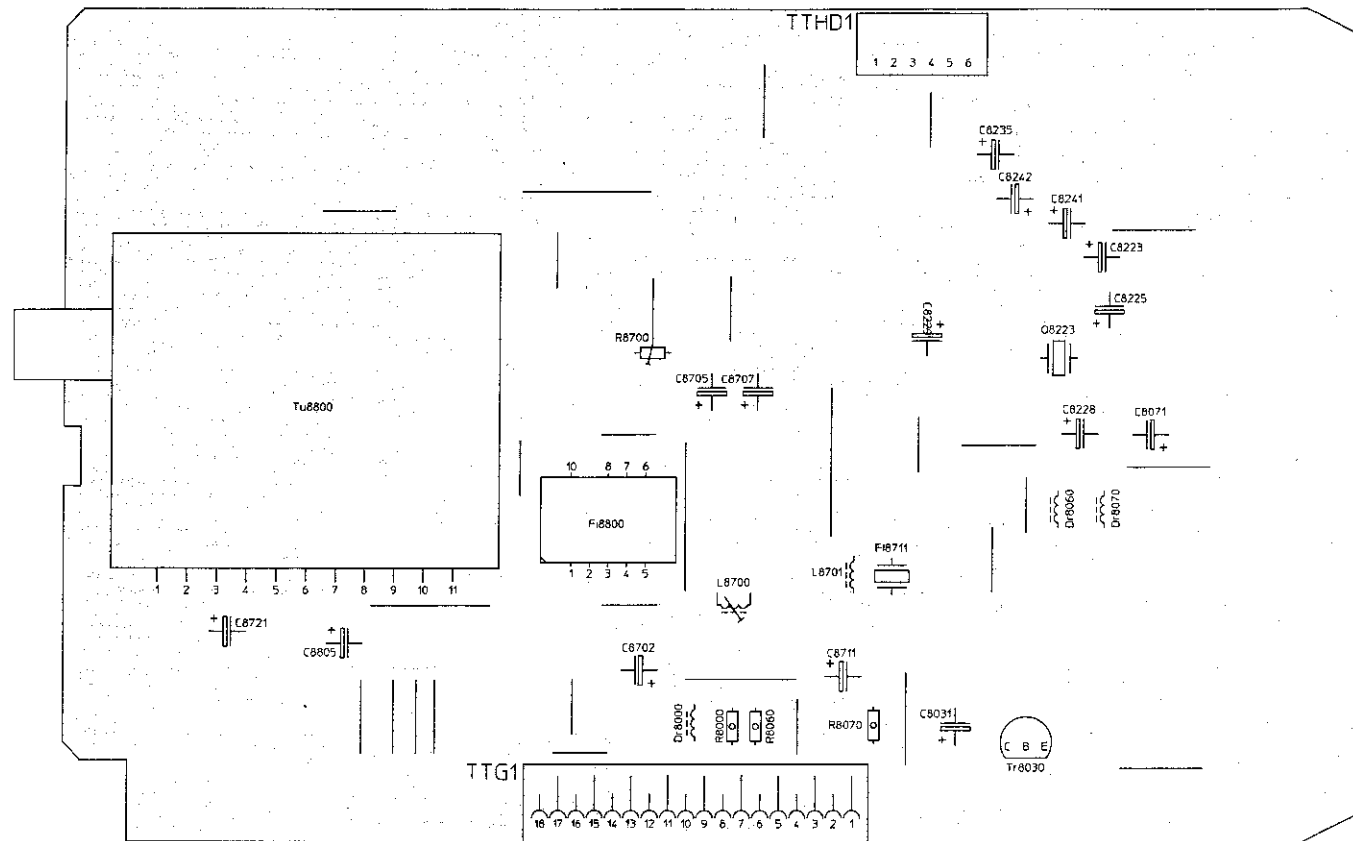 TTHD1
1 2 3 4 5 6
C8235
C8242
C8241
C8223
C8225
C8229
Q8223
R8700
C8705 C8707
Tu8800
C8228
C8071
10 8 7 6
Fi8800
1 2 3 4 5
Dr8060
Dr8070
Fi8711
L8701
L8700
1 2 3 4 5 6 7 8 9 10 11
C8721
C8805
C8702
C8711
Dr8000
R8000
R8060
R8070
C8031
C B E
Tr8030
TTG1
18 17 16 15 14 13 12 11 10 9 8 7 6 5 4 3 2 1